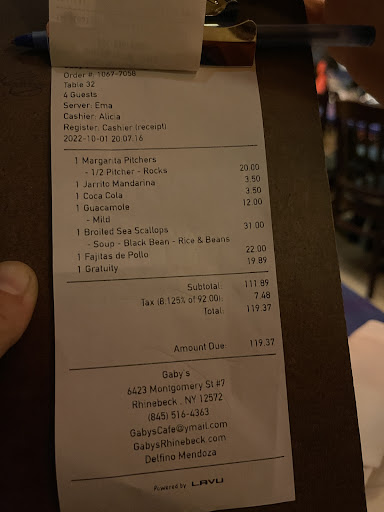 Order #: 1067-7058
Table 32
4 Guests
Server: Ema
Cashier: Alicia
Register: Cashier (receipt)
2022-10-01 20:07:16
1 Margarita Pitchers
- 1/2 Pitcher - Rocks 20.00
1 Jarrito Mandarina 3.50
1 Coca Cola 3.50
1 Guacamole 12.00
- Mild
1 Broiled Sea Scallops 31.00
- Soup - Black Bean - Rice & Beans
1 Fajitas de Pollo 22.00
1 Gratuity 19.89
Subtotal: 111.89
Tax (8.125% of 92.00): 7.48
Total: 119.37
Amount Due 119.37
Gaby's
6423 Montgomery St #7
Rhinebeck, NY 12572
(845) 516-4363
GabysCafe@ymail.com
GabysRhinebeck.com
Delfino Mendoza
Powered by LAVU